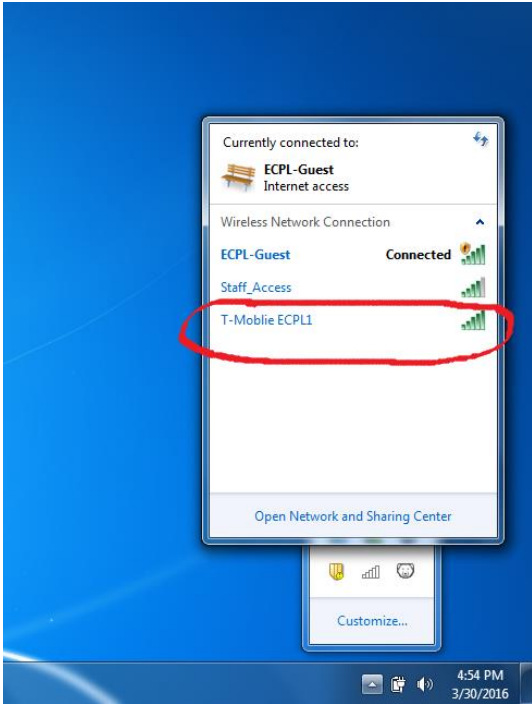 Currently connected to:
ECPL-Guest
Internet access
Wireless Network Connection
ECPL-Guest Connected
Staff_Access
T-Moblie ECPL1
Open Network and Sharing Center
Customize...
4:54 PM
3/30/2016